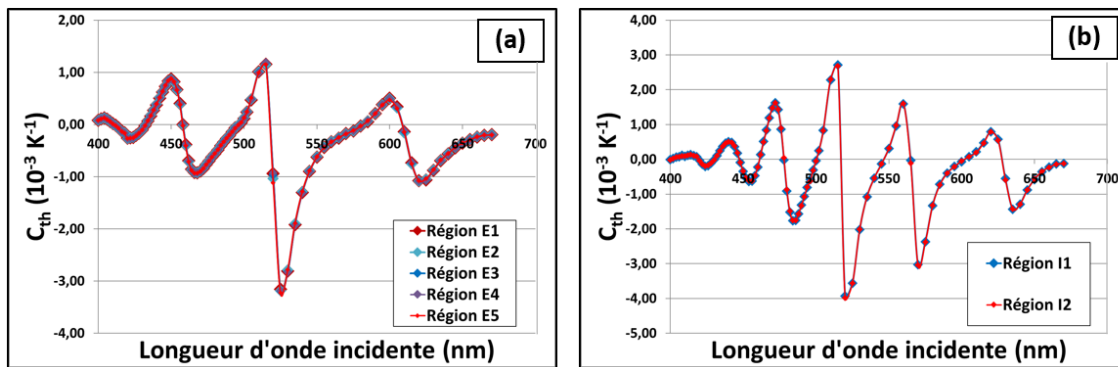 (a)
2,00
1,00
0,00
-1,00
-2,00
-3,00
-4,00
400 450 500 550 600 650 700
C_th (10⁻³ K⁻¹)
Longueur d'onde incidente (nm)
Région E1
Région E2
Région E3
Région E4
Région E5
(b)
4,00
3,00
2,00
1,00
0,00
-1,00
-2,00
-3,00
-4,00
-5,00
400 450 500 550 600 650 700
C_th (10⁻³ K⁻¹)
Longueur d'onde incidente (nm)
Région I1
Région I2